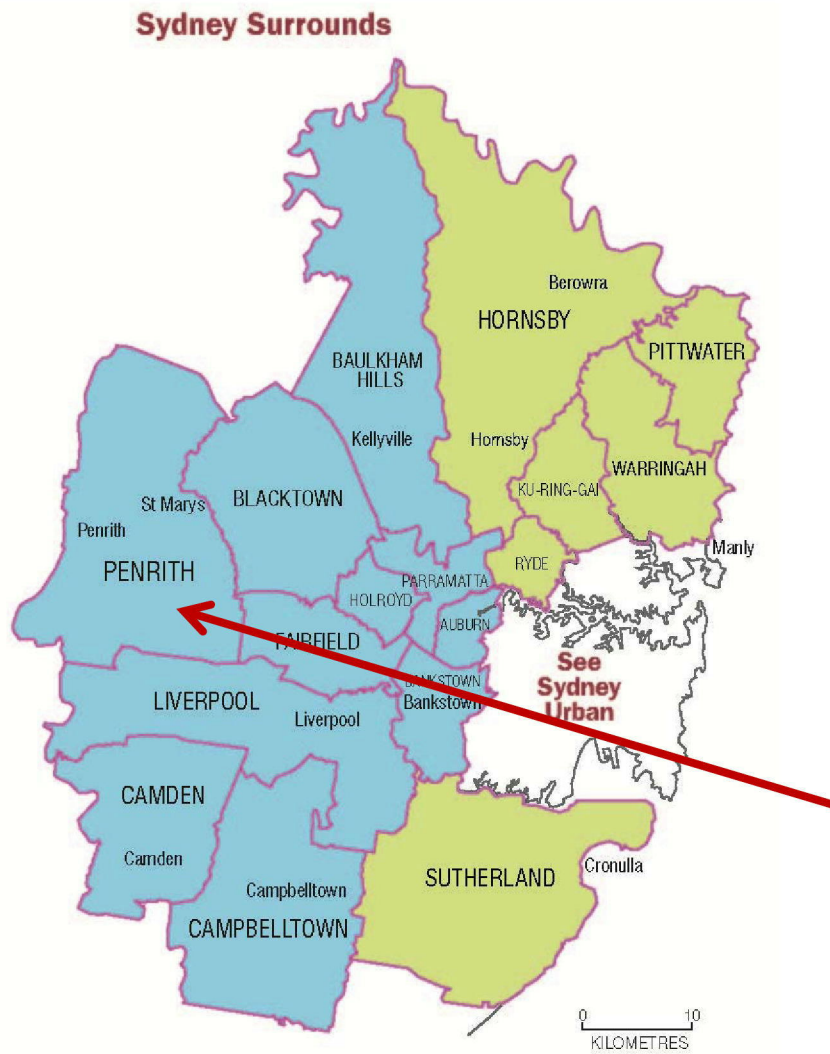 Sydney Surrounds
Berowra
HORNSBY
PITTWATER
BAULKHAM
HILLS
Kellyville
Hornsby
WARRINGAH
KU-RING-GAI
St Marys
BLACKTOWN
Penrith
Manly
PENRITH
RYDE
PARRAMATTA
HOLROYD
AUBURN
FAIRFIELD
See
Sydney
Urban
BANKSTOWN
Bankstown
LIVERPOOL
Liverpool
CAMDEN
Camden
SUTHERLAND
Cronulla
Campbelltown
CAMPBELLTOWN
0 10
KILOMETRES